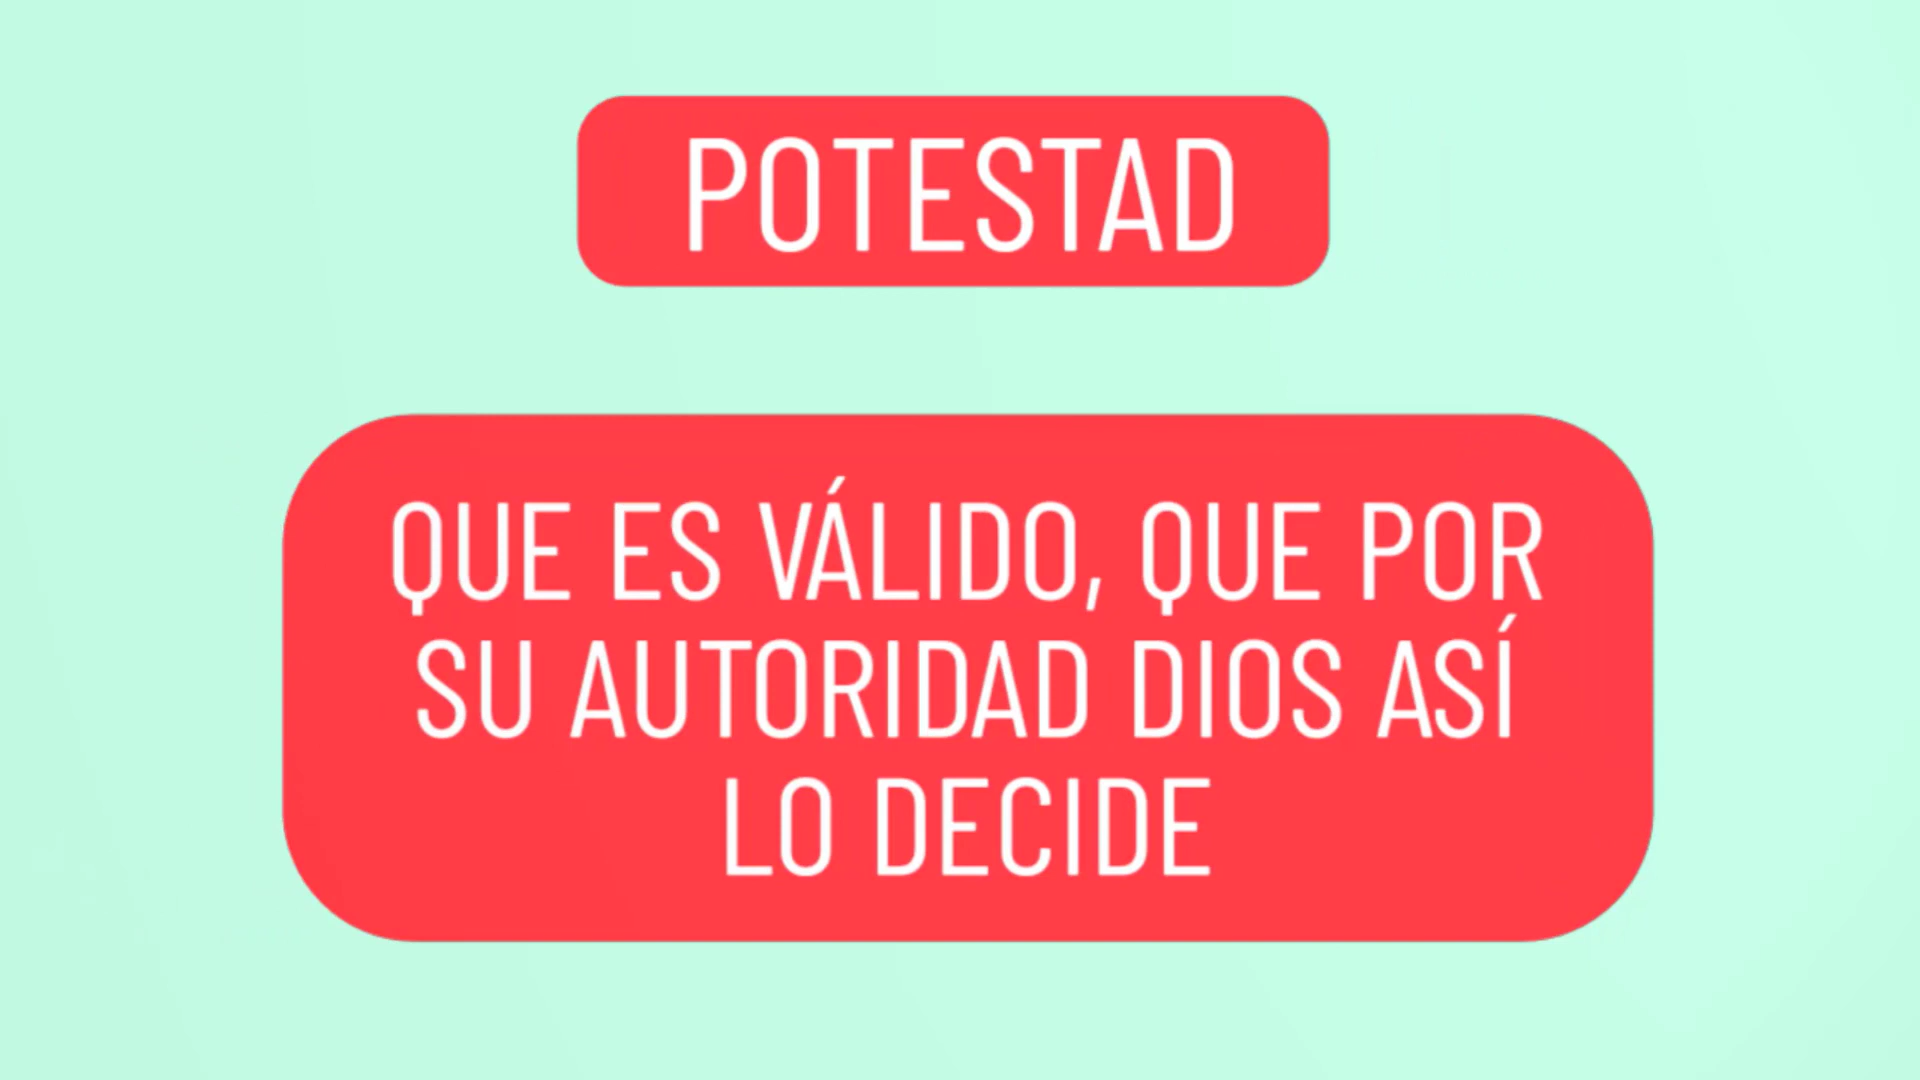 POTESTAD
QUE ES VÁLIDO, QUE POR
SU AUTORIDAD DIOS ASÍ
LO DECIDE